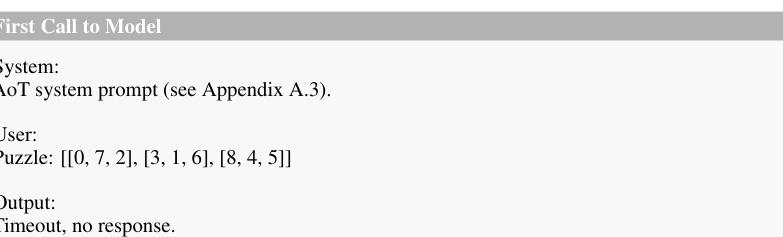 First Call to Model
System:
AoT system prompt (see Appendix A.3).
User:
Puzzle: [[0, 7, 2], [3, 1, 6], [8, 4, 5]]
Output:
Timeout, no response.